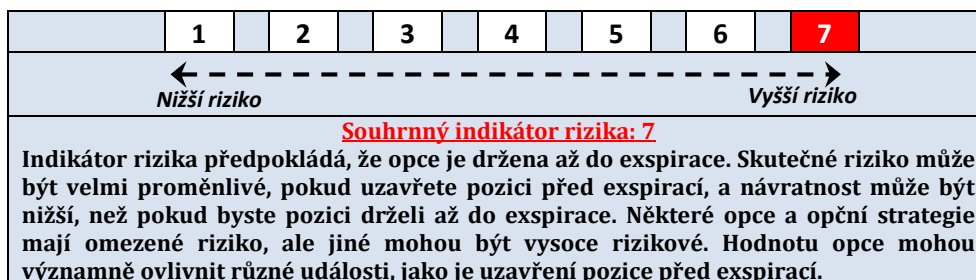 1 2 3 4 5 6 7
Nižší riziko Vyšší riziko
Souhrnný indikátor rizika: 7
Indikátor rizika předpokládá, že opce je držena až do exspirace. Skutečné riziko může
být velmi proměnlivé, pokud uzavřete pozici před exspirací, a návratnost může být
nižší, než pokud byste pozici drželi až do exspirace. Některé opce a opční strategie
mají omezené riziko, ale jiné mohou být vysoce rizikové. Hodnotu opce mohou
významně ovlivnit různé události, jako je uzavření pozice před exspirací.